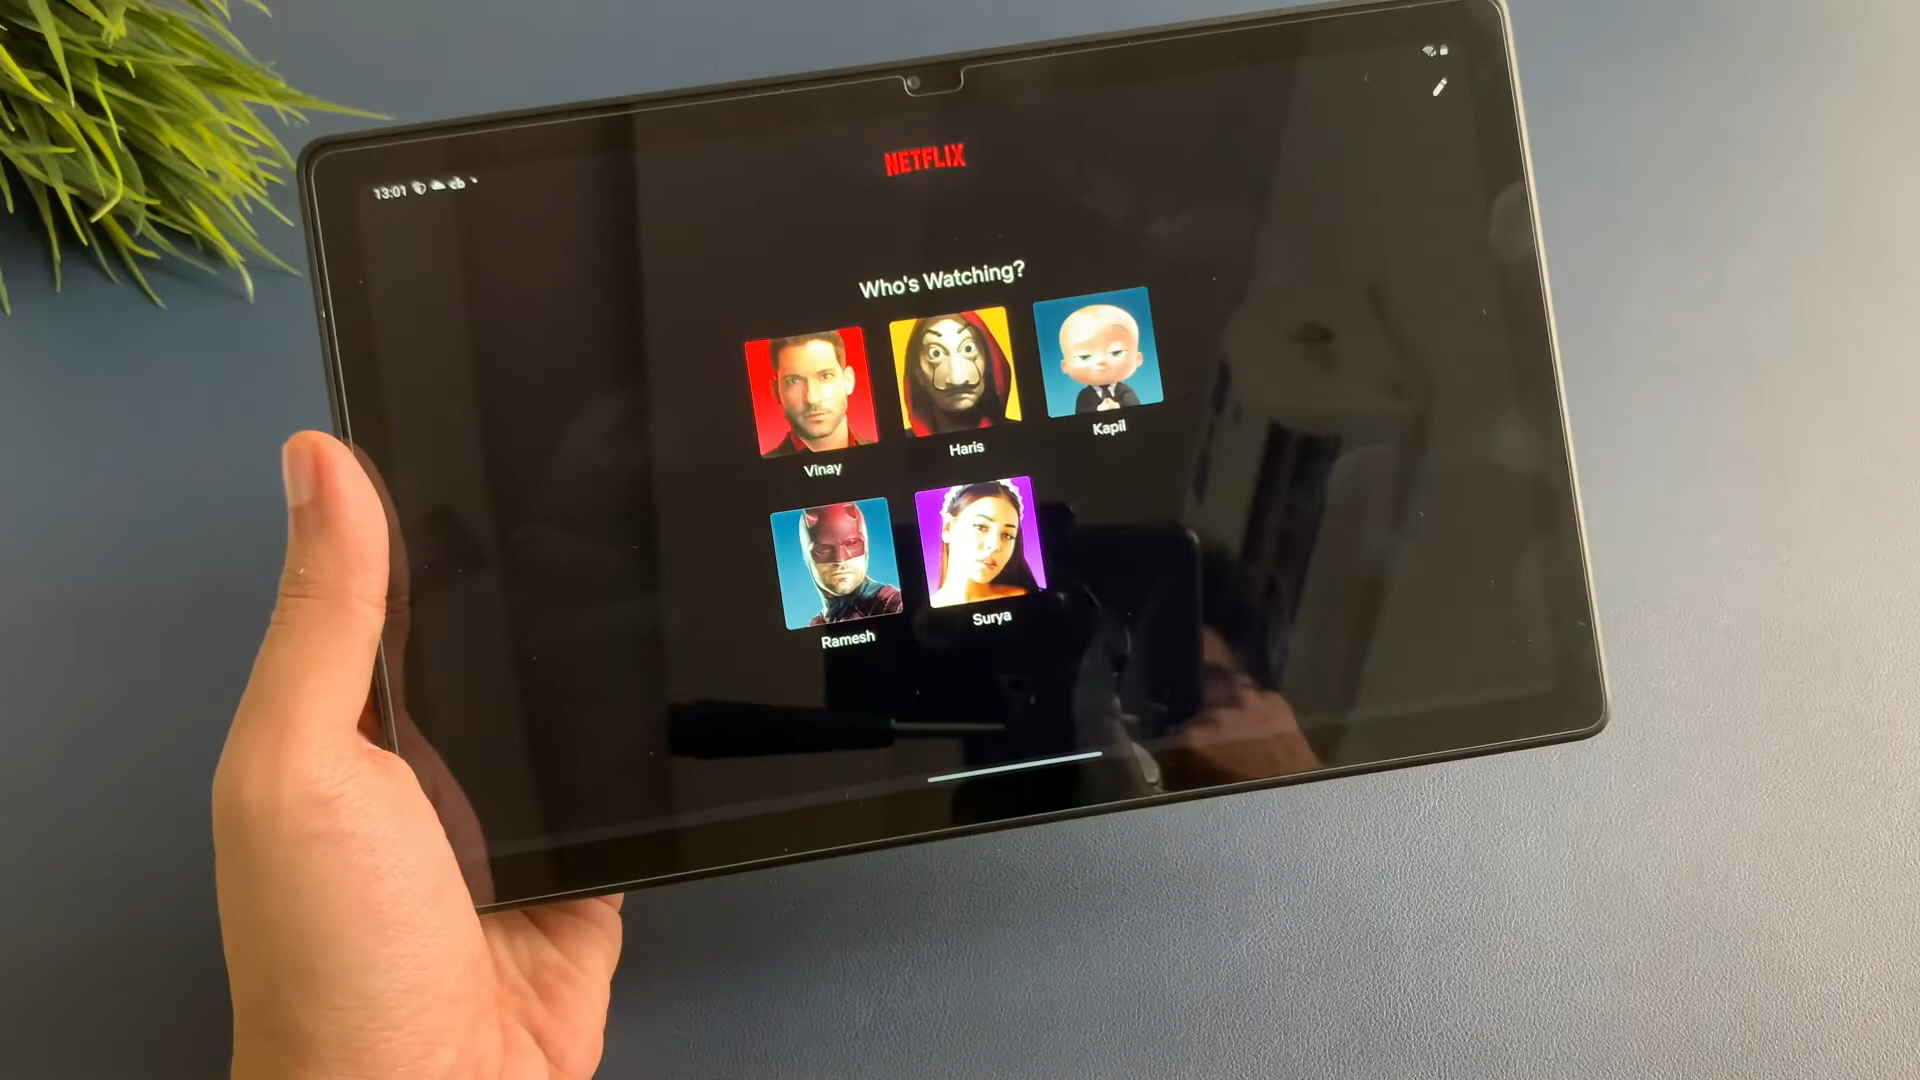 13:01
NETFLIX
Who's Watching?
Vinay
Haris
Kapil
Ramesh
Surya